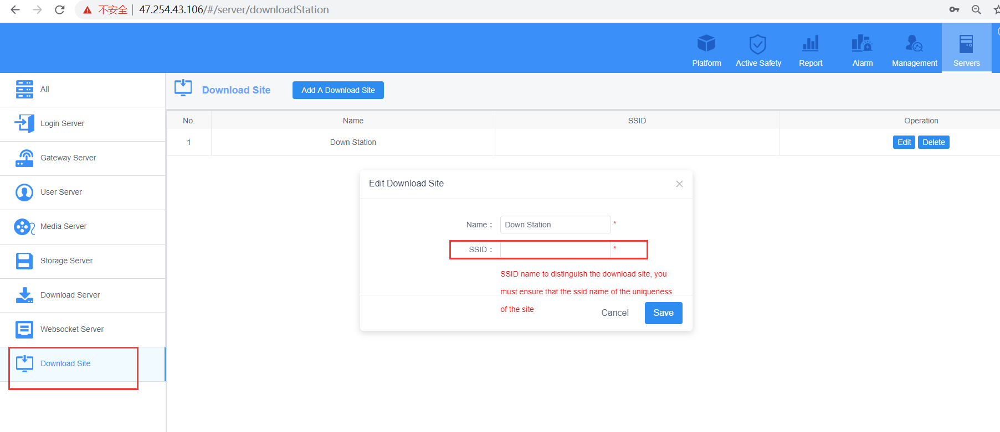 不安全 | 47.254.43.106/#/server/downloadStation
Platform
Active Safety
Report
Alarm
Management
Servers
All
Login Server
Gateway Server
User Server
Media Server
Storage Server
Download Server
Websocket Server
Download Site
Download Site
Add A Download Site
No. Name SSID Operation
1 Down Station Edit Delete
Edit Download Site
Name : Down Station *
SSID : *
SSID name to distinguish the download site, you
must ensure that the ssid name of the uniqueness
of the site
Cancel Save